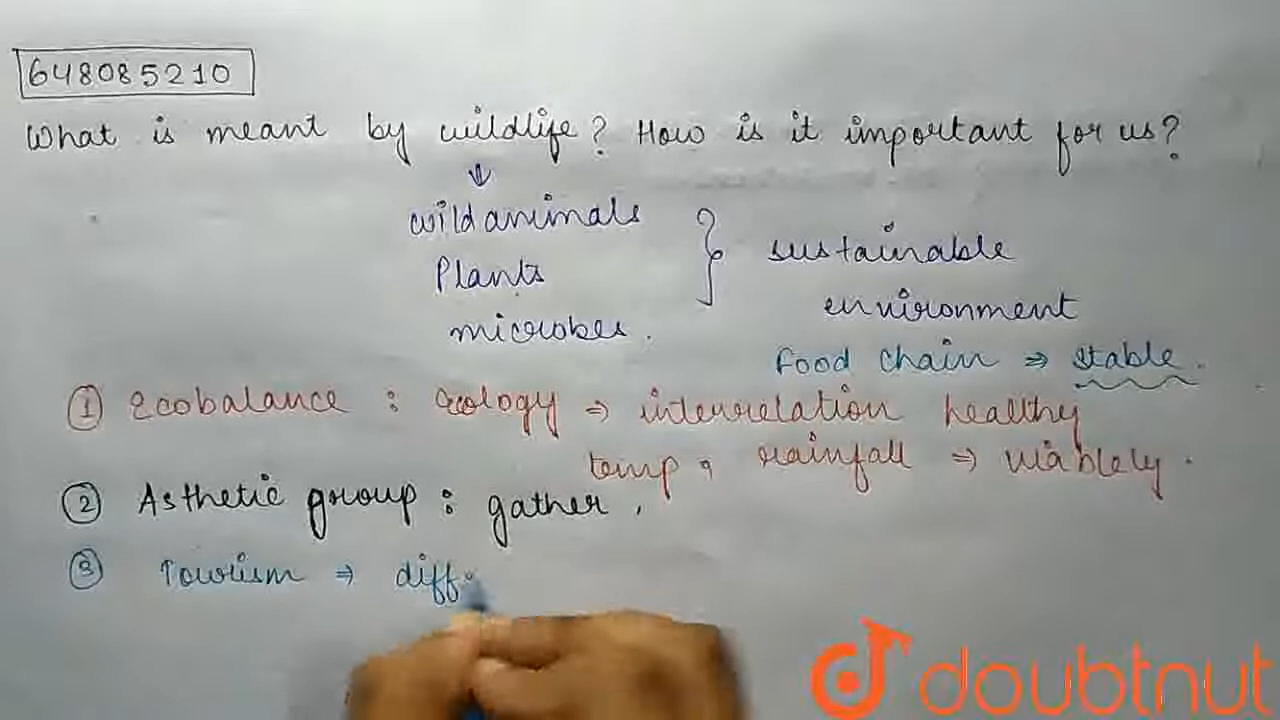 648085210
What is meant by wildlife? How is it important for us?
wild animals
Plants
microbes.
sustainable
environment
Food chain ⇒ stable.
① Ecobalance : ecology ⇒ interrelation healthy
temp, rainfall ⇒ viablely.
② Asthetic group : gather.
③ Tourism ⇒ diff
doubtnut